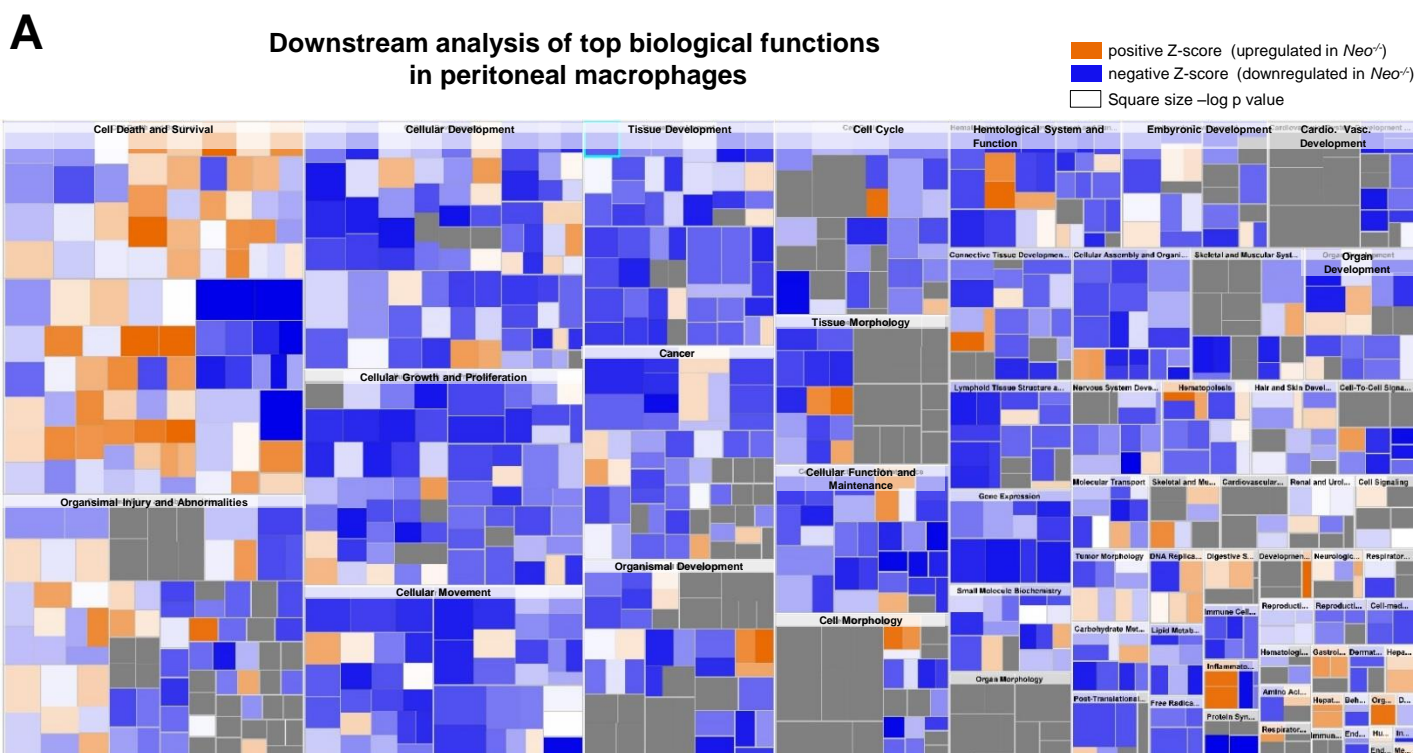 A
Downstream analysis of top biological functions
in peritoneal macrophages
positive Z-score (upregulated in Neo-/-)
negative Z-score (downregulated in Neo-/-)
Square size –log p value
Cell Death and Survival
Cellular Development
Tissue Development
Cell Cycle
Hemtological System and
Function
Embyronic Development
Cardio. Vasc.
Development
Connective Tissue Developmen...
Cellular Assembly and Organi...
Skeletal and Muscular Syst...
Organ
Development
Tissue Morphology
Cancer
Cellular Growth and Proliferation
Lymphoid Tissue Structure a...
Nervous System Deve...
Hematopoiesis
Hair and Skin Devel...
Cell-To-Cell Signa...
Cellular Function and
Maintenance
Molecular Transport
Skeletal and Mu...
Cardiovascular...
Renal and Urol...
Cell Signaling
Organsimal Injury and Abnormalities
Gene Expression
Organismal Development
Tumor Morphology
DNA Replica...
Digestive S...
Developmen...
Neurologic...
Respirator...
Cellular Movement
Small Molecule Biochemistry
Immune Cell...
Reproducti...
Reproducti...
Cell-med...
Cell Morphology
Carbohydrate Met...
Lipid Metab...
Hematologi...
Gastroi...
Dermat...
Hepa...
Inflammato...
Organ Morphology
Amino Aci...
Post-Translational...
Free Radica...
Hepat...
Beh...
Org...
D...
Protein Syn...
Respirator...
Immun...
End...
Hu...
In...
End...
Me...